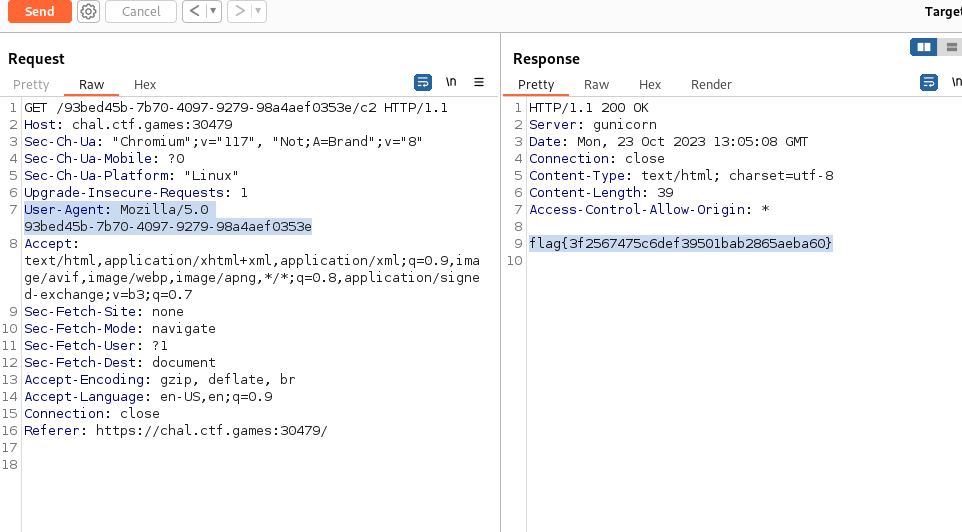 Send Cancel < > Target
Request
Pretty Raw Hex \n
1 GET /93bed45b-7b70-4097-9279-98a4aef0353e/c2 HTTP/1.1
2 Host: chal.ctf.games:30479
3 Sec-Ch-Ua: "Chromium";v="117", "Not;A=Brand";v="8"
4 Sec-Ch-Ua-Mobile: ?0
5 Sec-Ch-Ua-Platform: "Linux"
6 Upgrade-Insecure-Requests: 1
7 User-Agent: Mozilla/5.0
93bed45b-7b70-4097-9279-98a4aef0353e
8 Accept:
text/html,application/xhtml+xml,application/xml;q=0.9,ima
ge/avif,image/webp,image/apng,*/*;q=0.8,application/signe
d-exchange;v=b3;q=0.7
9 Sec-Fetch-Site: none
10 Sec-Fetch-Mode: navigate
11 Sec-Fetch-User: ?1
12 Sec-Fetch-Dest: document
13 Accept-Encoding: gzip, deflate, br
14 Accept-Language: en-US,en;q=0.9
15 Connection: close
16 Referer: https://chal.ctf.games:30479/
17
18
Response
Pretty Raw Hex Render \n
1 HTTP/1.1 200 OK
2 Server: gunicorn
3 Date: Mon, 23 Oct 2023 13:05:08 GMT
4 Connection: close
5 Content-Type: text/html; charset=utf-8
6 Content-Length: 39
7 Access-Control-Allow-Origin: *
8
9 flag{3f2567475c6def39501bab2865aeba60}
10